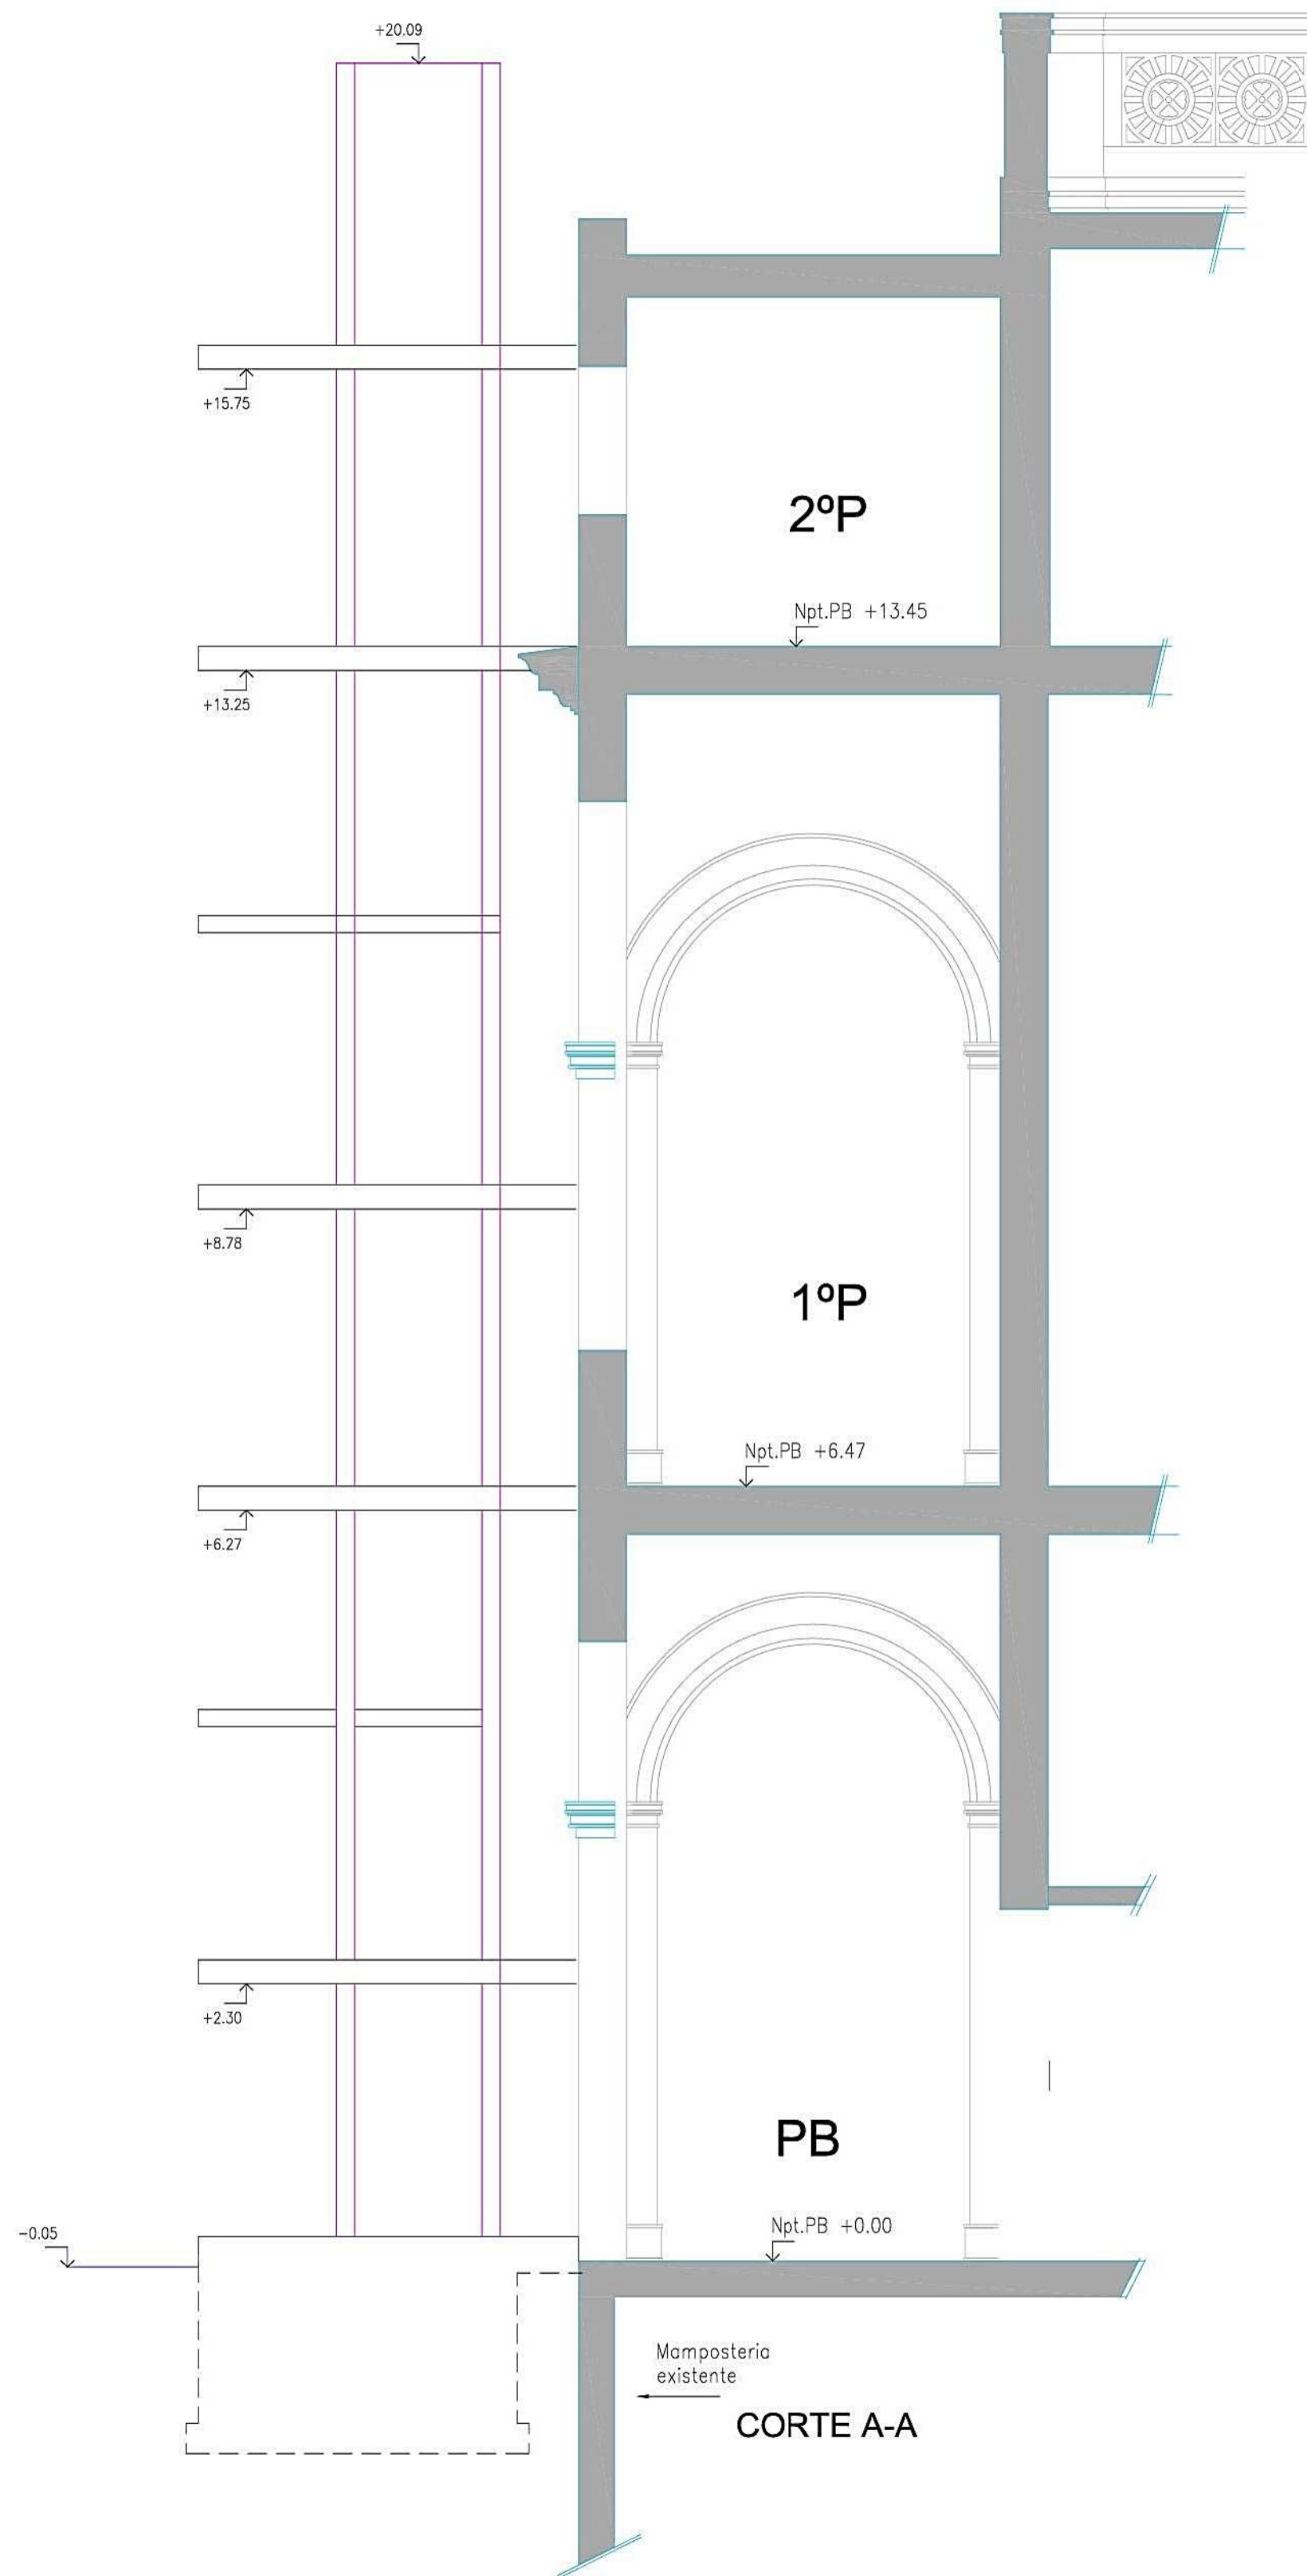 +20.09
+15.75
2ºP
Npt.PB +13.45
+13.25
+8.78
1ºP
Npt.PB +6.47
+6.27
+2.30
PB
Npt.PB +0.00
-0.05
Mamposteria
existente
CORTE A-A